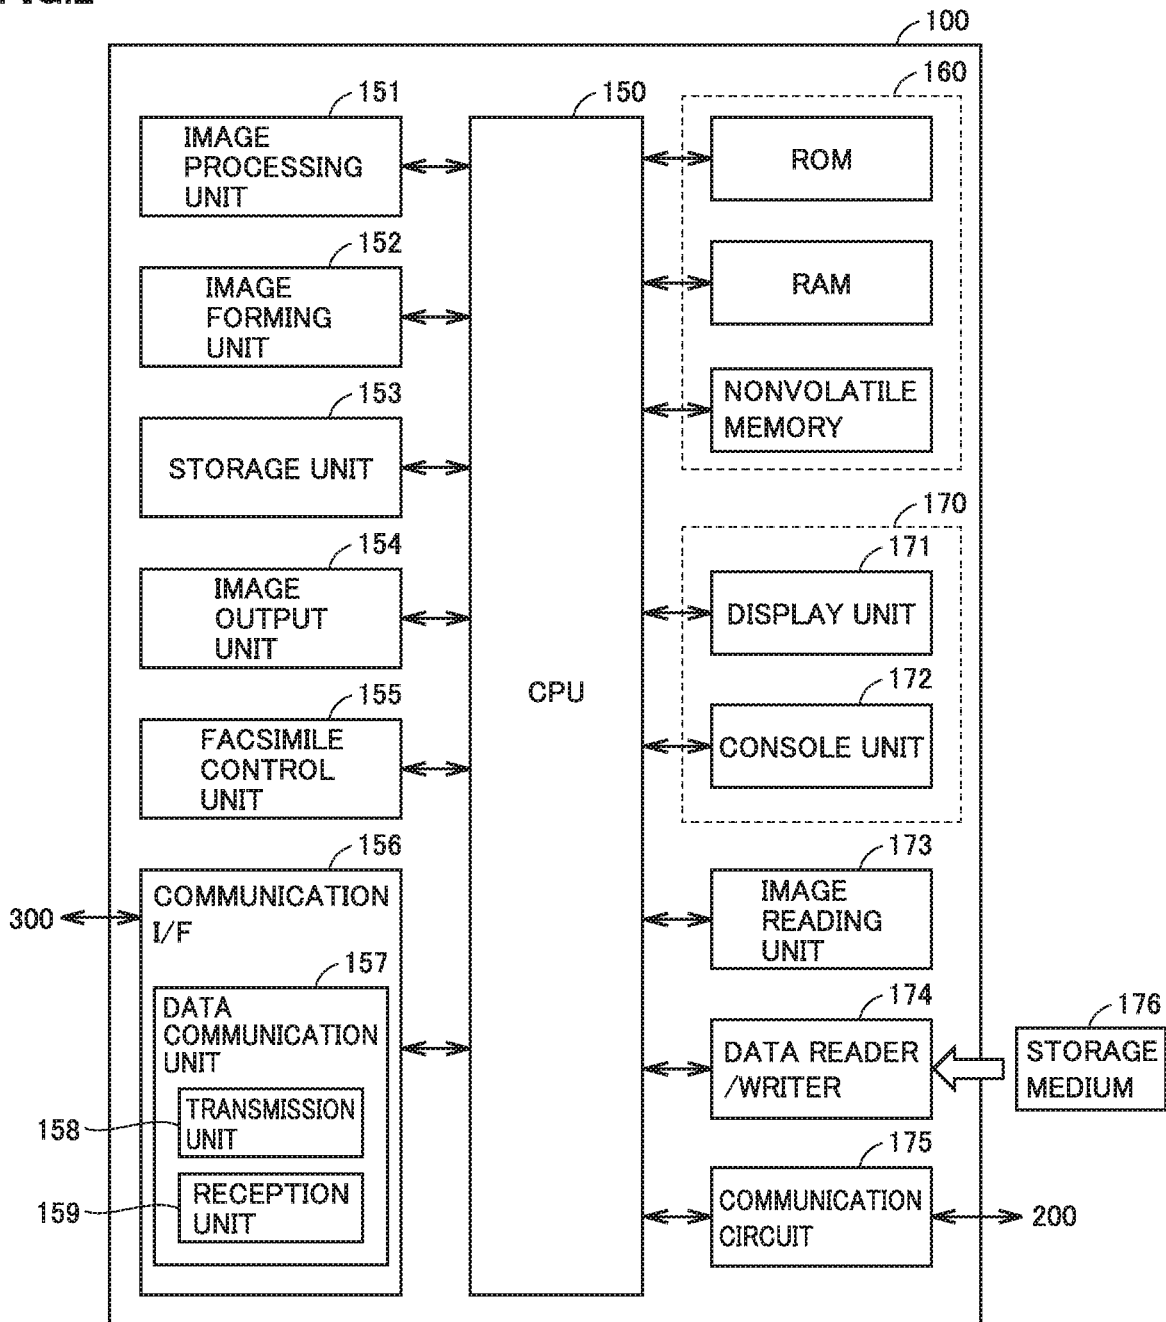 100
151
150
160
IMAGE
PROCESSING
UNIT
ROM
152
IMAGE
FORMING
UNIT
RAM
153
STORAGE UNIT
NONVOLATILE
MEMORY
154
IMAGE
OUTPUT
UNIT
170
171
DISPLAY UNIT
CPU
155
FACSIMILE
CONTROL
UNIT
172
CONSOLE UNIT
156
COMMUNICATION
I/F
300
173
IMAGE
READING
UNIT
157
DATA
COMMUNICATION
UNIT
174
DATA READER
/WRITER
176
STORAGE
MEDIUM
158
TRANSMISSION
UNIT
159
RECEPTION
UNIT
175
COMMUNICATION
CIRCUIT
200